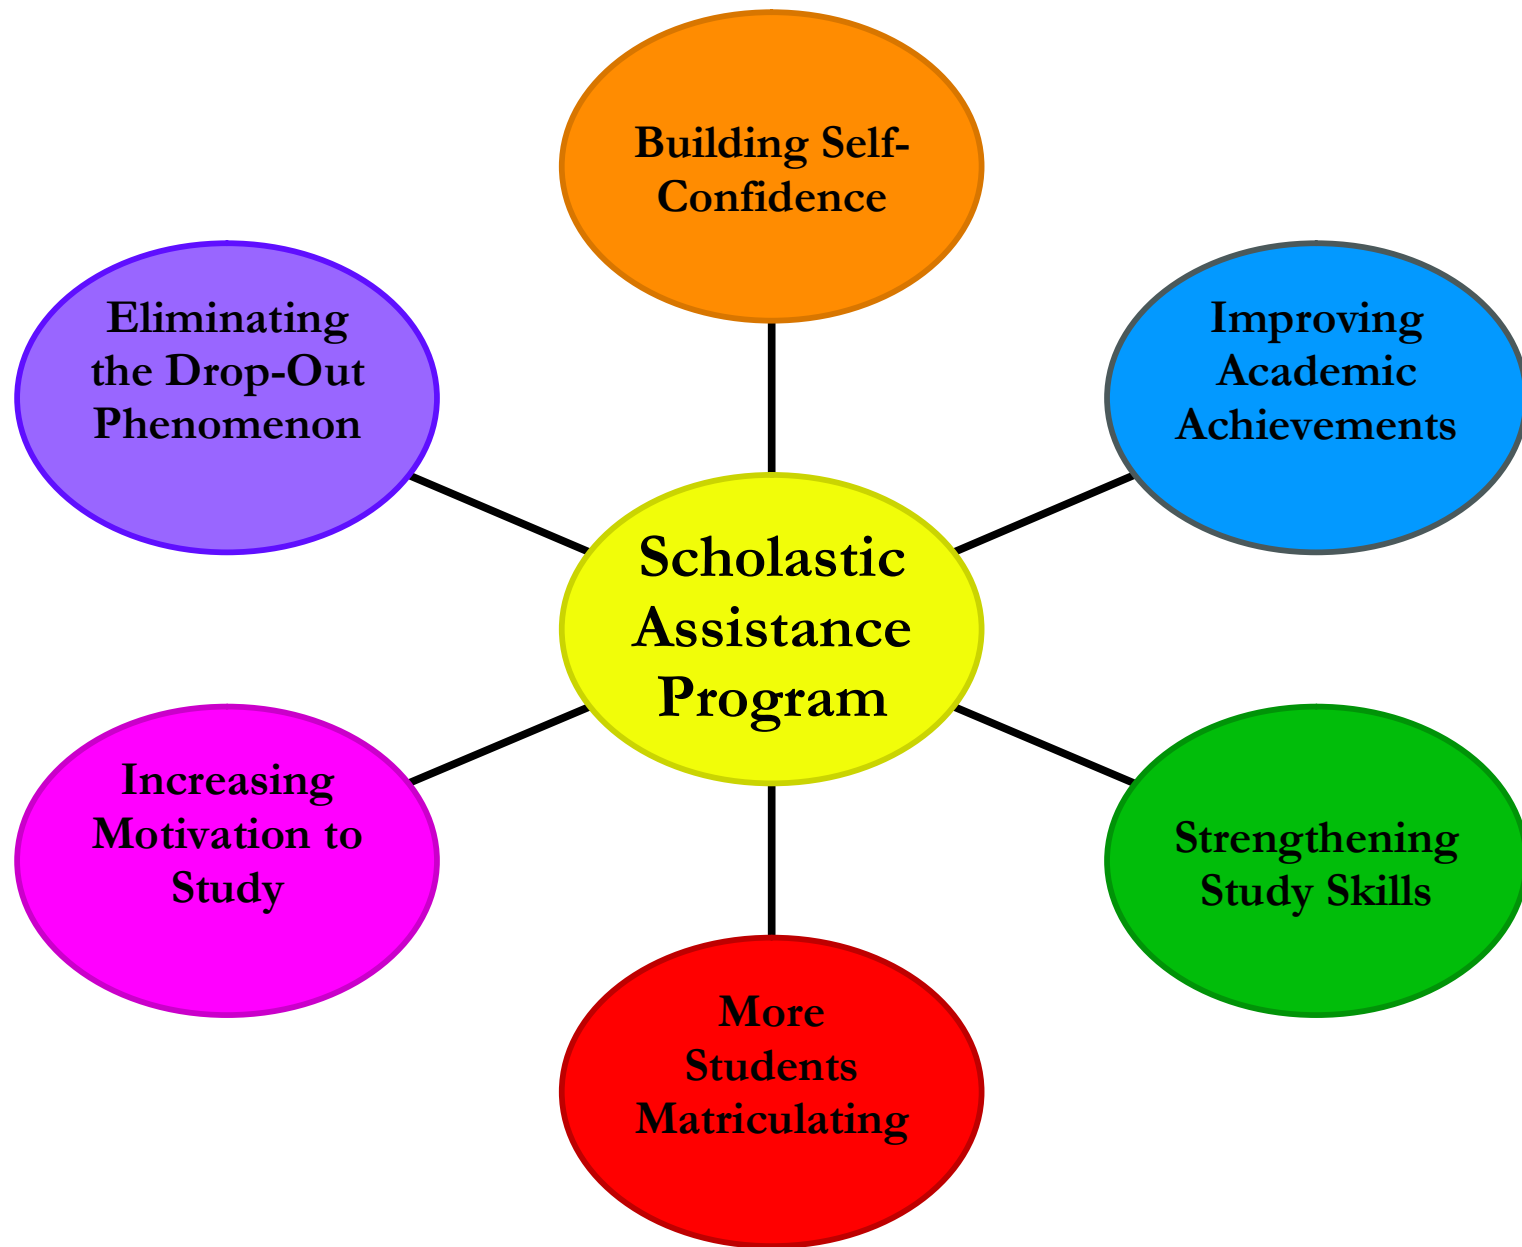 Building Self-
Confidence
Eliminating
the Drop-Out
Phenomenon
Improving
Academic
Achievements
Scholastic
Assistance
Program
Increasing
Motivation to
Study
Strengthening
Study Skills
More
Students
Matriculating